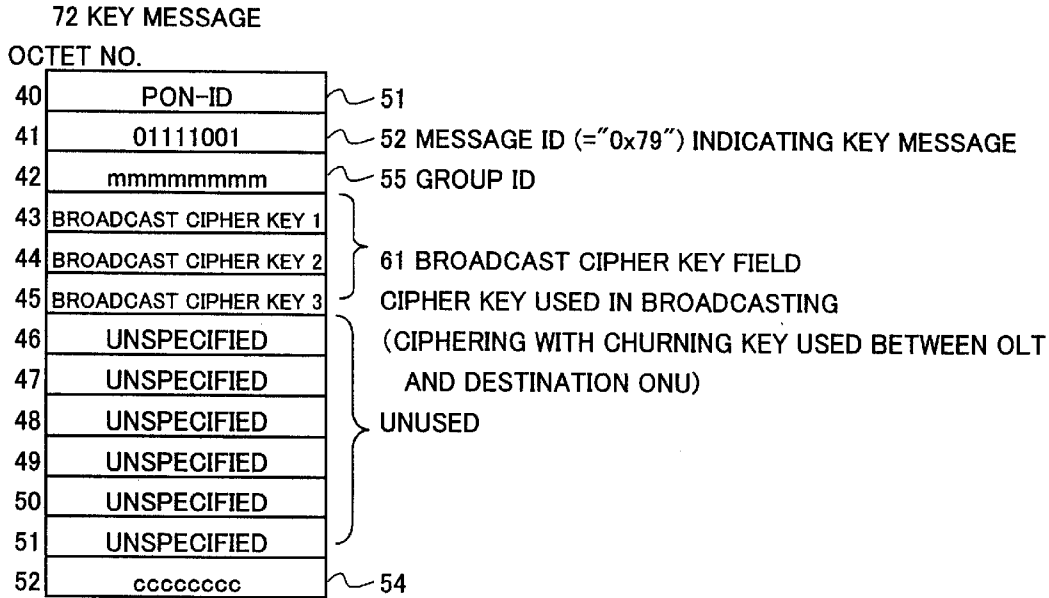 72 KEY MESSAGE
OCTET NO.
40 PON-ID 51
41 01111001 52 MESSAGE ID (="0x79") INDICATING KEY MESSAGE
42 mmmmmmmm 55 GROUP ID
43 BROADCAST CIPHER KEY 1
44 BROADCAST CIPHER KEY 2 61 BROADCAST CIPHER KEY FIELD
45 BROADCAST CIPHER KEY 3 CIPHER KEY USED IN BROADCASTING
46 UNSPECIFIED (CIPHERING WITH CHURNING KEY USED BETWEEN OLT
47 UNSPECIFIED AND DESTINATION ONU)
48 UNSPECIFIED UNUSED
49 UNSPECIFIED
50 UNSPECIFIED
51 UNSPECIFIED
52 cccccccc 54